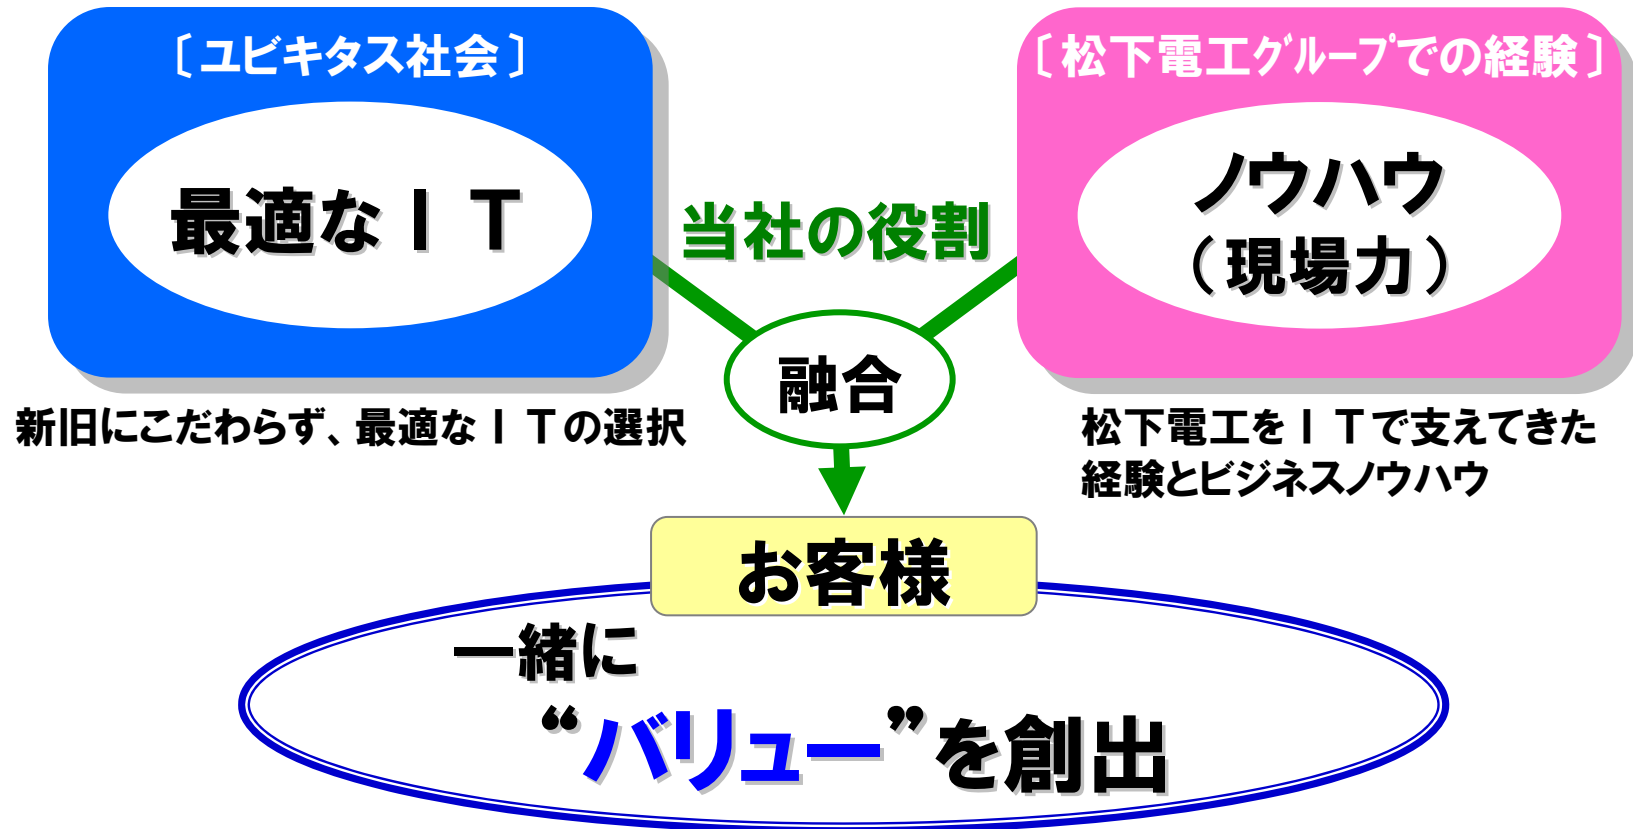 〔ユビキタス社会〕
最適なＩＴ
新旧にこだわらず、最適なＩＴの選択
当社の役割
融合
〔松下電工グループでの経験〕
ノウハウ
（現場力）
松下電工をＩＴで支えてきた
経験とビジネスノウハウ
お客様
一緒に
“バリュー”を創出